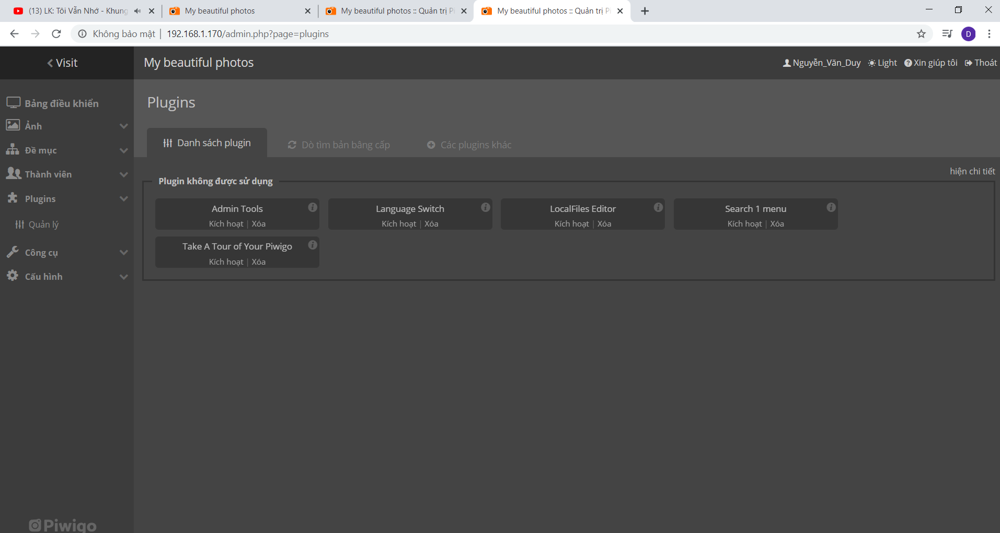 (13) LK: Tôi Vẫn Nhớ - Khung
My beautiful photos
My beautiful photos :: Quản trị Pi
My beautiful photos :: Quản trị Pi
Không bảo mật | 192.168.1.170/admin.php?page=plugins
D
Visit
My beautiful photos
Nguyễn_Văn_Duy Light Xin giúp tôi Thoát
Bảng điều khiển
Ảnh
Đề mục
Thành viên
Plugins
Quản lý
Công cụ
Cấu hình
Piwigo
Plugins
Danh sách plugin
Dò tìm bản bâng cấp
Các plugins khác
hiện chi tiết
Plugin không được sử dụng
Admin Tools
Kích hoạt | Xóa
Language Switch
Kích hoạt | Xóa
LocalFiles Editor
Kích hoạt | Xóa
Search 1 menu
Kích hoạt | Xóa
Take A Tour of Your Piwigo
Kích hoạt | Xóa